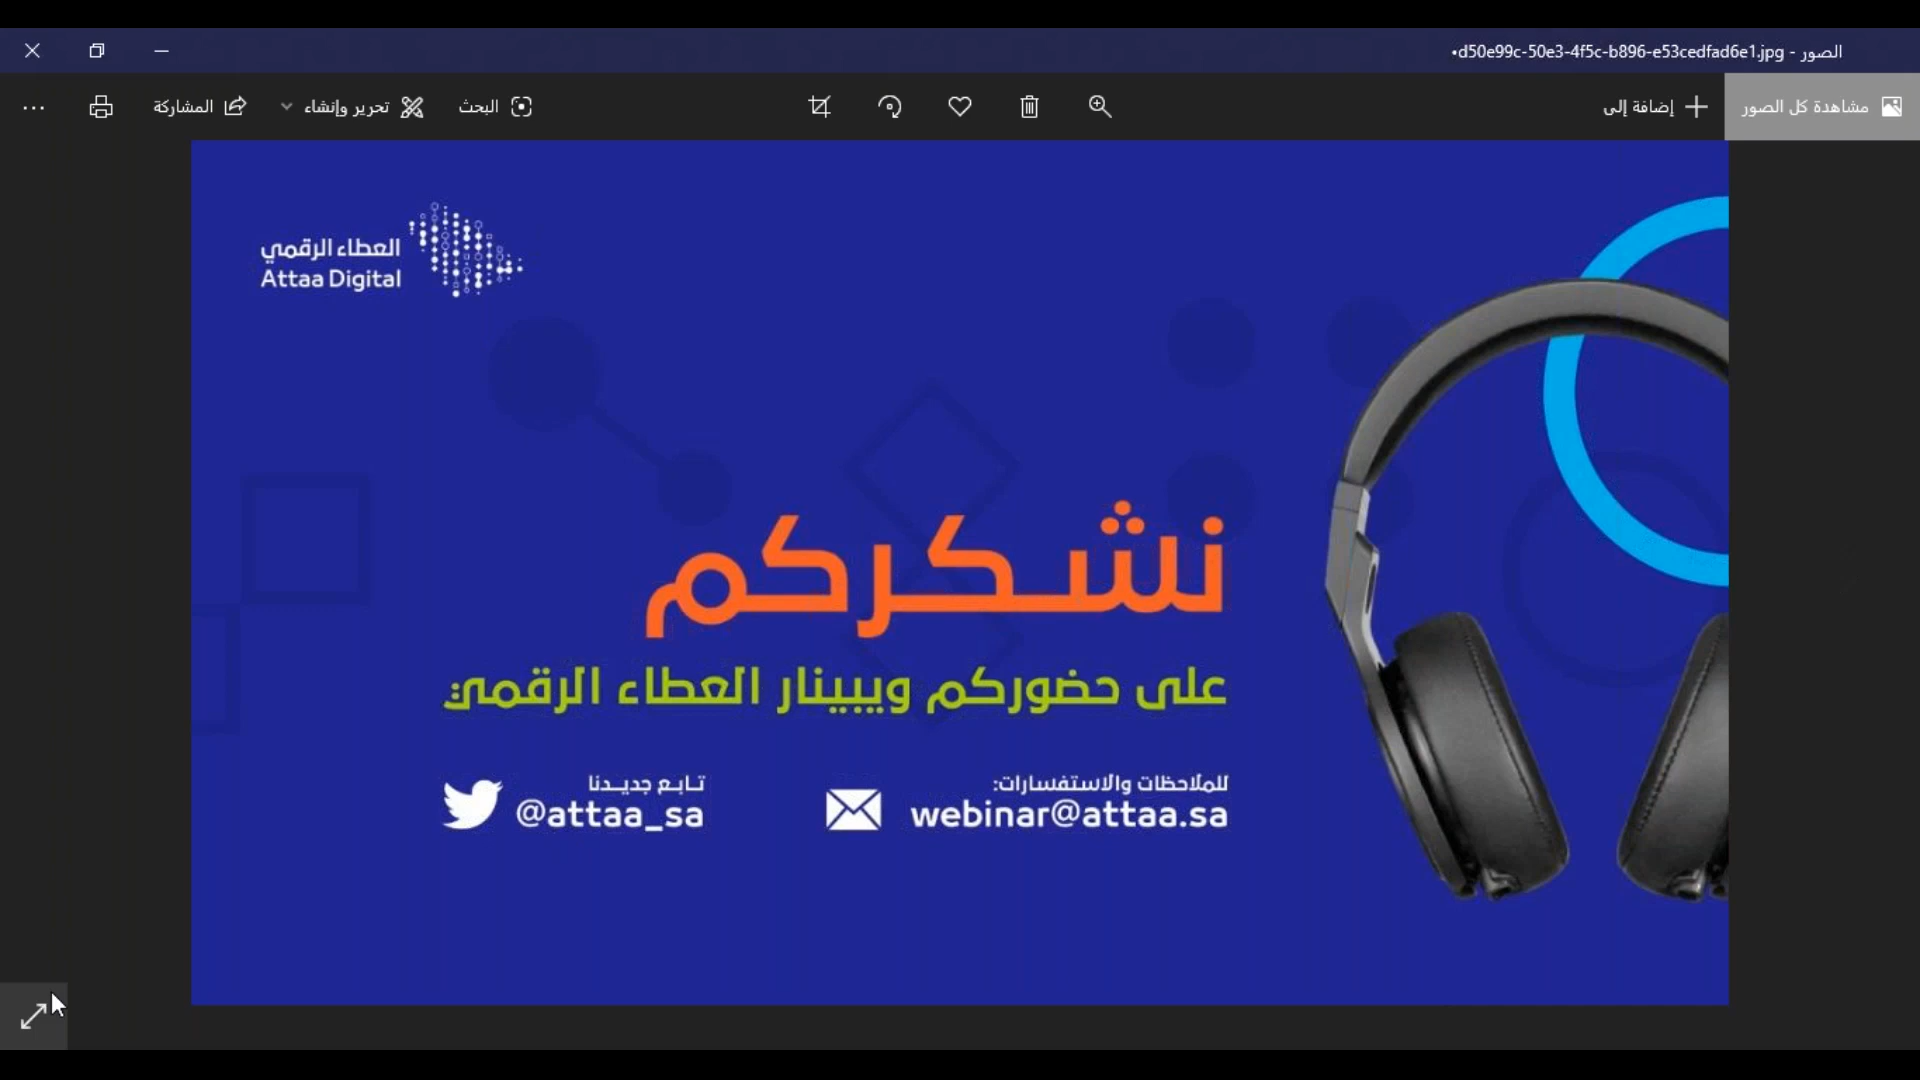 الصور - d50e99c-50e3-4f5c-b896-e53cedfad6e1.jpg•
مشاهدة كل الصور
إضافة إلى
البحث
تحرير وإنشاء
المشاركة
العطاء الرقمي
Attaa Digital
نشكركم
على حضوركم ويبينار العطاء الرقمي
للملاحظات والاستفسارات:
webinar@attaa.sa
تابع جديدنا
@attaa_sa